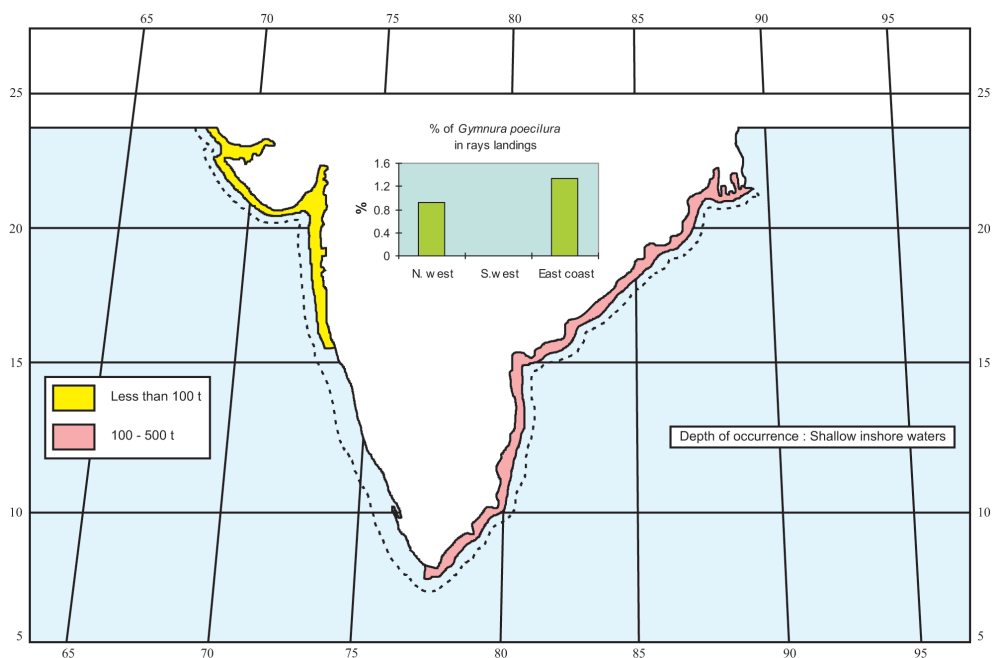 65 70 75 80 85 90 95
25 25
% of Gymnura poecilura
in rays landings
1.6
1.2
0.8
0.4
0
%
N. west S.west East coast
20 20
15 15
Less than 100 t
100 - 500 t
Depth of occurrence : Shallow inshore waters
10 10
5 5
65 70 75 80 85 90 95